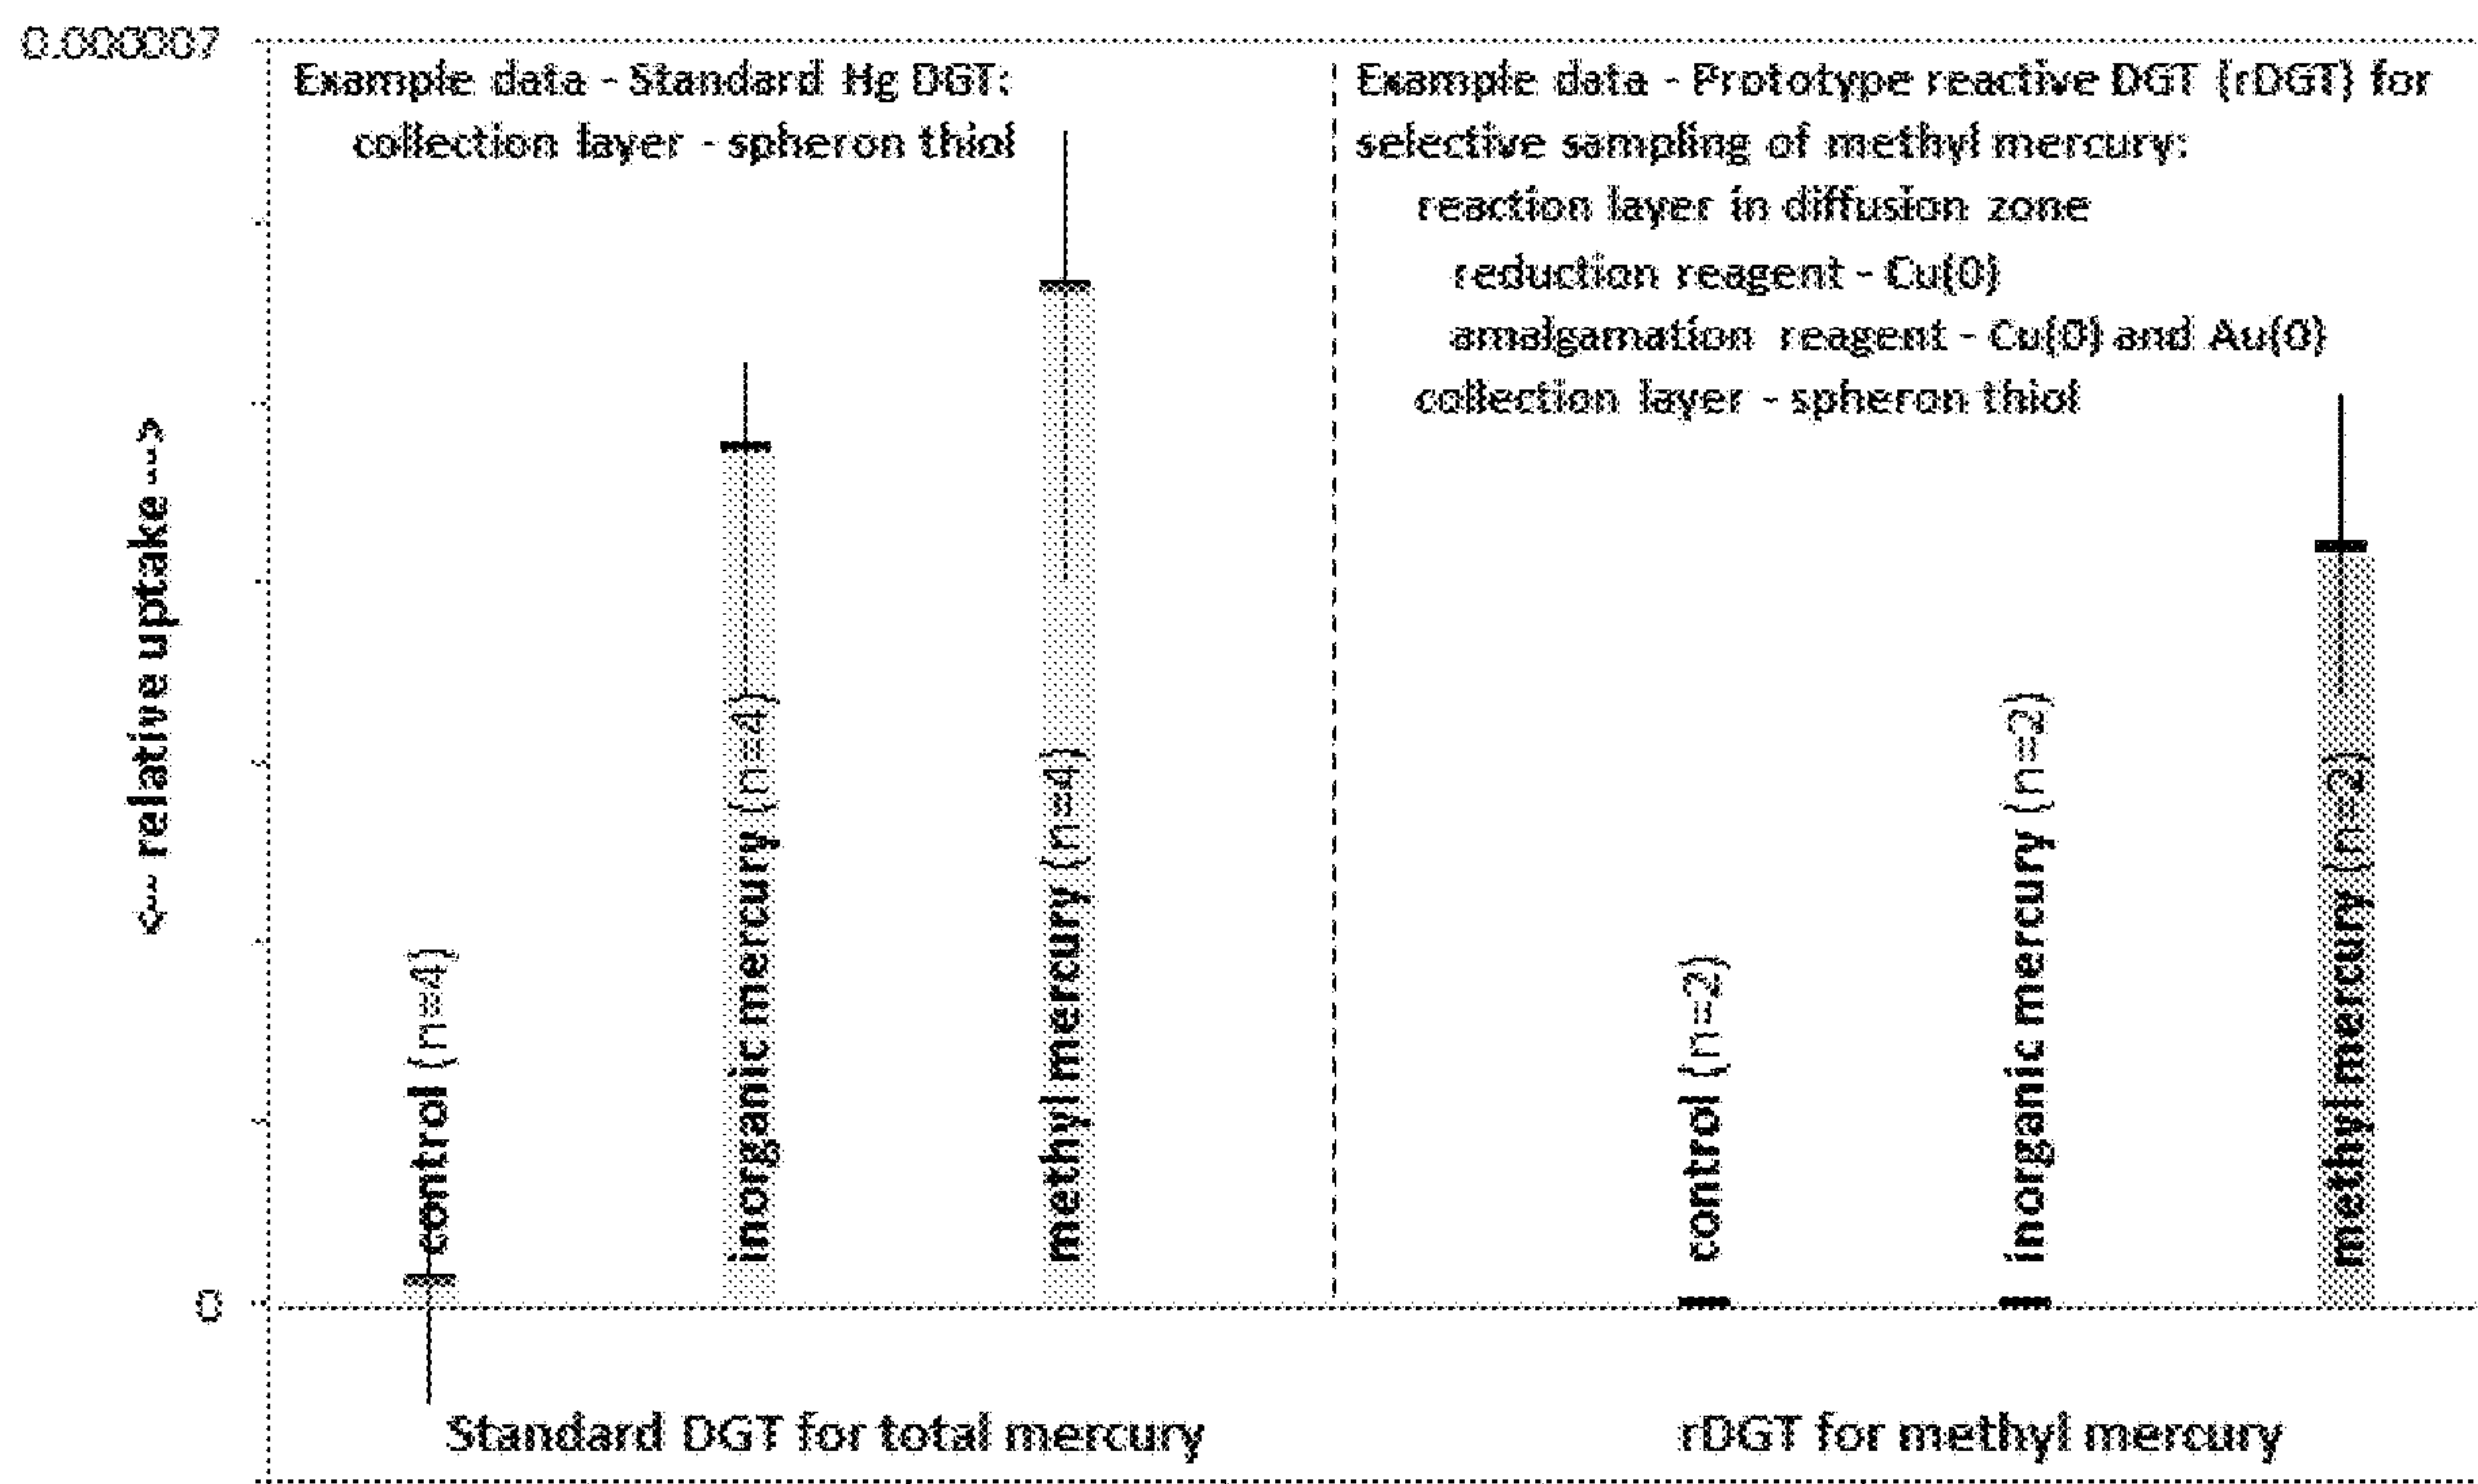 0.000007
Example data - Standard Hg DGT:
collection layer - spheron thiol
Example data - Prototype reactive DGT (rDGT) for
selective sampling of methyl mercury:
reaction layer in diffusion zone
reduction reagent - Cu(0)
amalgamation reagent - Cu(0) and Au(0)
collection layer - spheron thiol
<--- relative uptake --->
control (n=4)
inorganic mercury (n=4)
methyl mercury (n=4)
control (n=2)
inorganic mercury (n=2)
methyl mercury (n=2)
0
Standard DGT for total mercury
rDGT for methyl mercury